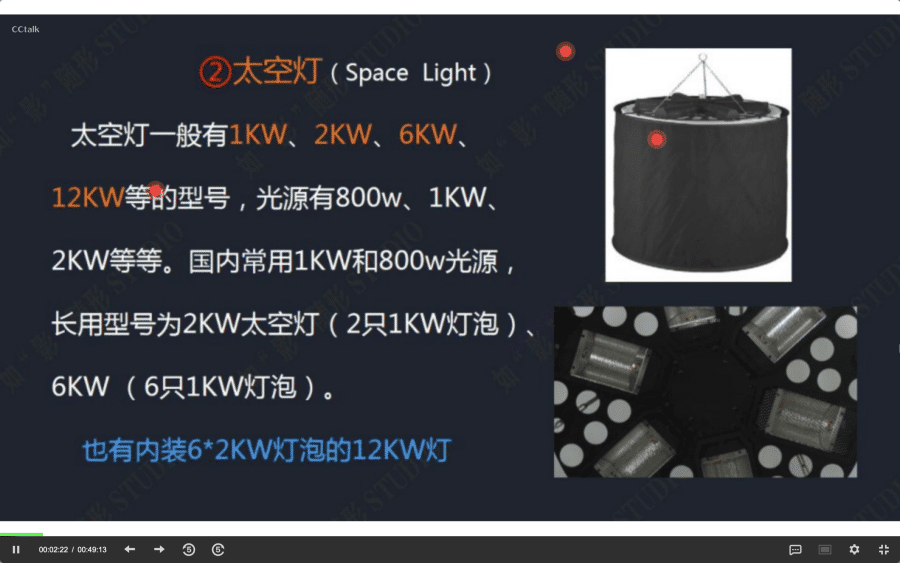 CCtalk
②太空灯（Space Light）
太空灯一般有1KW、2KW、6KW、
12KW等的型号，光源有800w、1KW、
2KW等等。国内常用1KW和800w光源，
长用型号为2KW太空灯（2只1KW灯泡）、
6KW （6只1KW灯泡）。
也有内装6*2KW灯泡的12KW灯
00:02:22 / 00:49:13
5
5